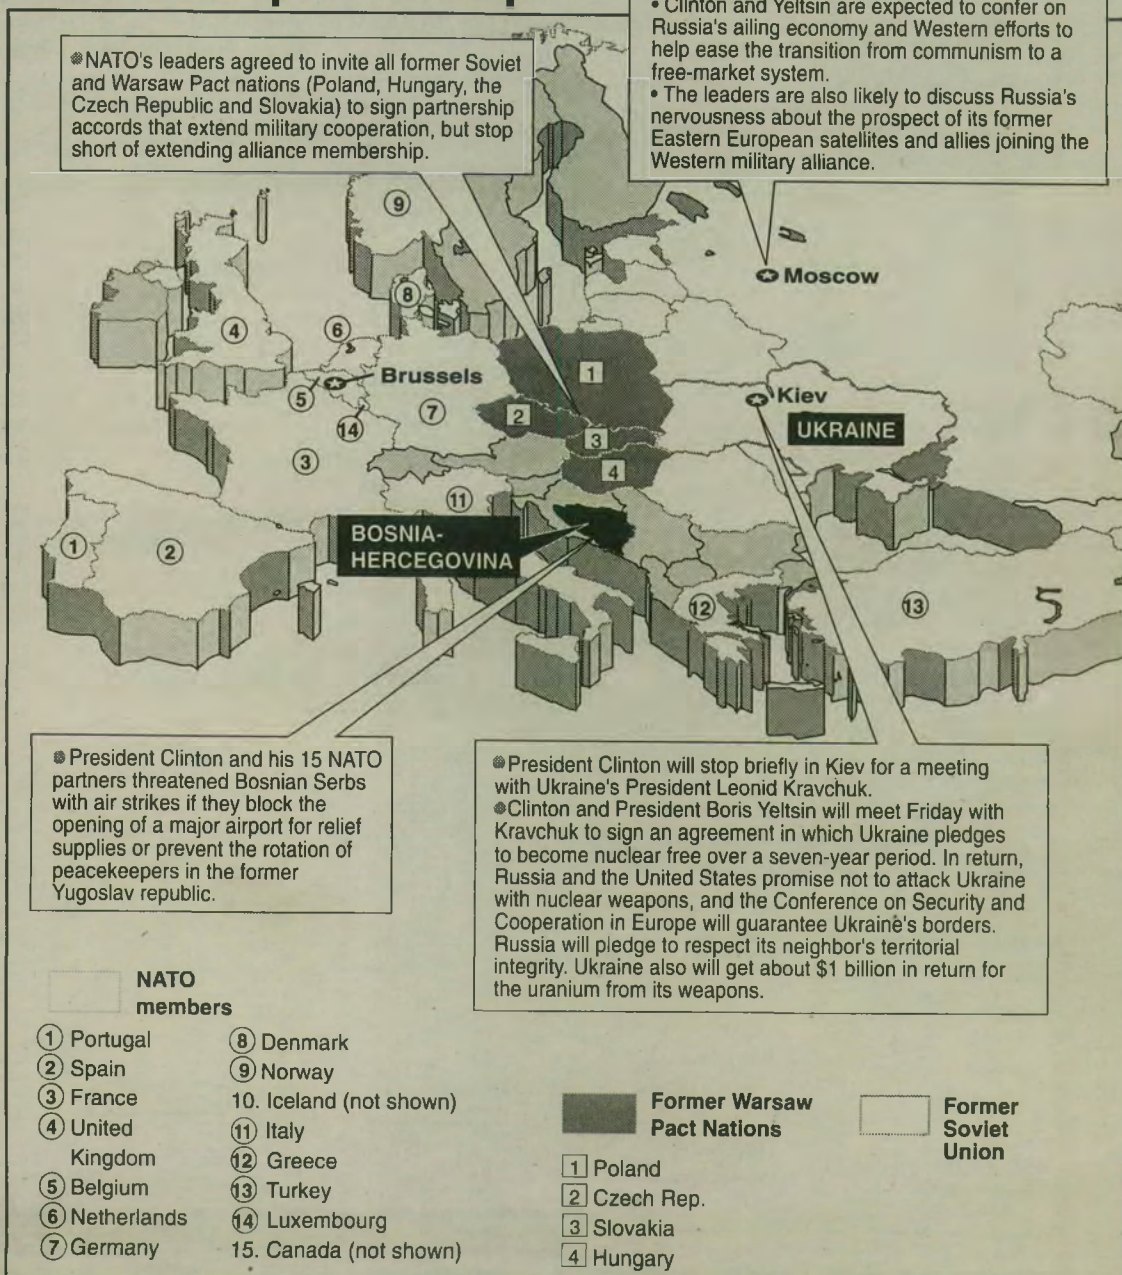 • Clinton and Yeltsin are expected to confer on
Russia's ailing economy and Western efforts to
help ease the transition from communism to a
free-market system.
• The leaders are also likely to discuss Russia's
nervousness about the prospect of its former
Eastern European satellites and allies joining the
Western military alliance.
• NATO's leaders agreed to invite all former Soviet
and Warsaw Pact nations (Poland, Hungary, the
Czech Republic and Slovakia) to sign partnership
accords that extend military cooperation, but stop
short of extending alliance membership.
9
Moscow
8
4
6
Brussels
5
7
14
3
1
2
3
4
Kiev
UKRAINE
11
BOSNIA-
HERCEGOVINA
1
2
12
13
5
• President Clinton and his 15 NATO
partners threatened Bosnian Serbs
with air strikes if they block the
opening of a major airport for relief
supplies or prevent the rotation of
peacekeepers in the former
Yugoslav republic.
• President Clinton will stop briefly in Kiev for a meeting
with Ukraine's President Leonid Kravchuk.
• Clinton and President Boris Yeltsin will meet Friday with
Kravchuk to sign an agreement in which Ukraine pledges
to become nuclear free over a seven-year period. In return,
Russia and the United States promise not to attack Ukraine
with nuclear weapons, and the Conference on Security and
Cooperation in Europe will guarantee Ukraine's borders.
Russia will pledge to respect its neighbor's territorial
integrity. Ukraine also will get about $1 billion in return for
the uranium from its weapons.
NATO
members
1 Portugal
2 Spain
3 France
4 United
Kingdom
5 Belgium
6 Netherlands
7 Germany
8 Denmark
9 Norway
10. Iceland (not shown)
11 Italy
12 Greece
13 Turkey
14 Luxembourg
15. Canada (not shown)
Former Warsaw
Pact Nations
1 Poland
2 Czech Rep.
3 Slovakia
4 Hungary
Former
Soviet
Union